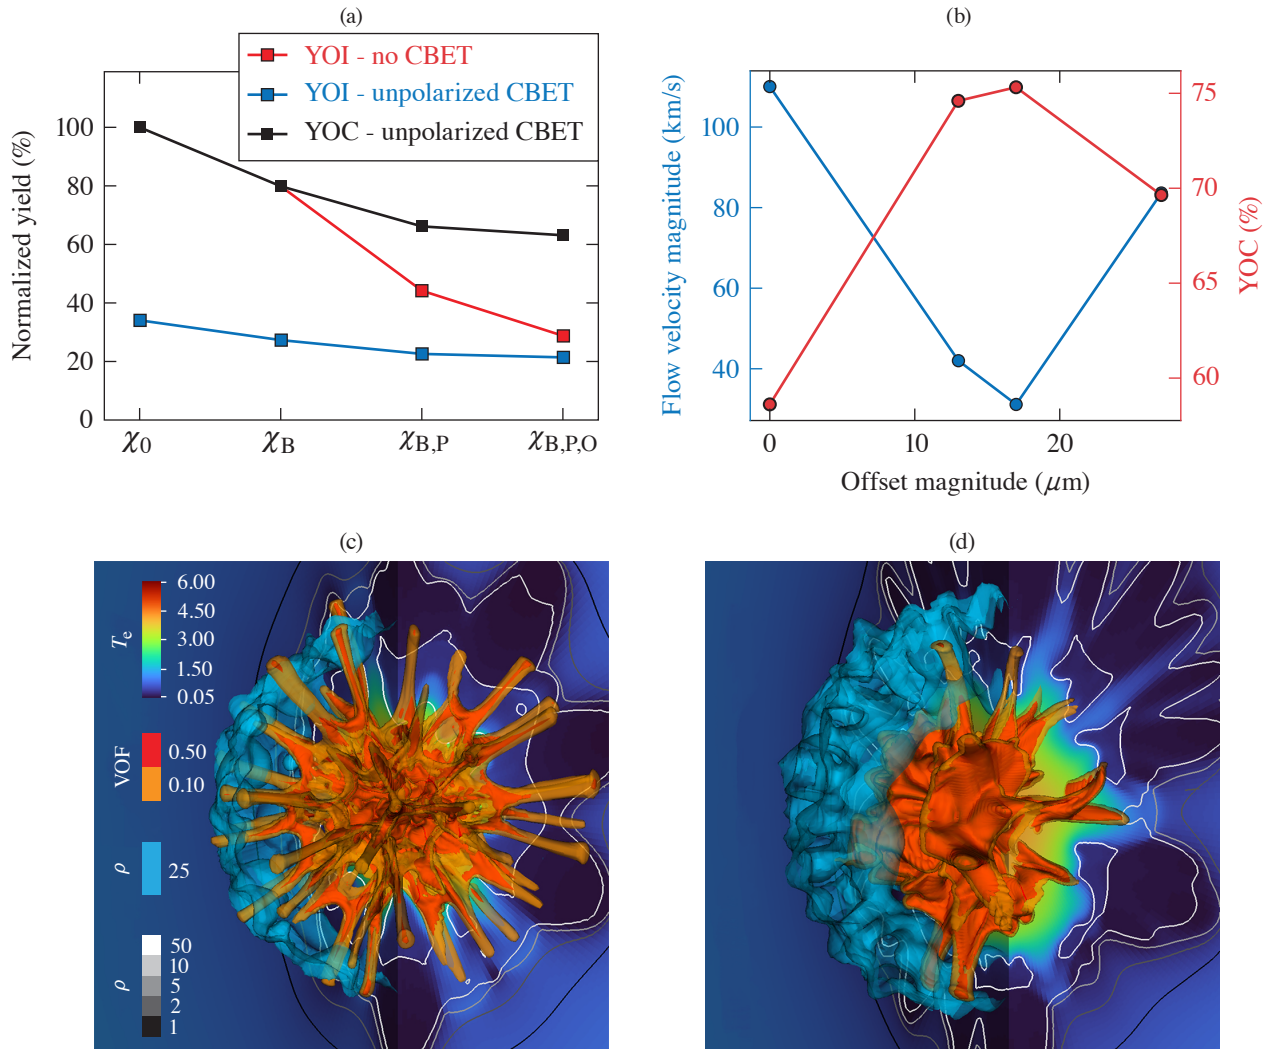 (a)
YOI - no CBET
YOI - unpolarized CBET
YOC - unpolarized CBET
Normalized yield (%)
100
80
60
40
20
0
χ0
χB
χB,P
χB,P,O
(b)
Flow velocity magnitude (km/s)
100
80
60
40
75
70
65
60
YOC (%)
0
10
20
Offset magnitude (μm)
(c)
Te
6.00
4.50
3.00
1.50
0.05
VOF
0.50
0.10
ρ
25
ρ
50
10
5
2
1
(d)